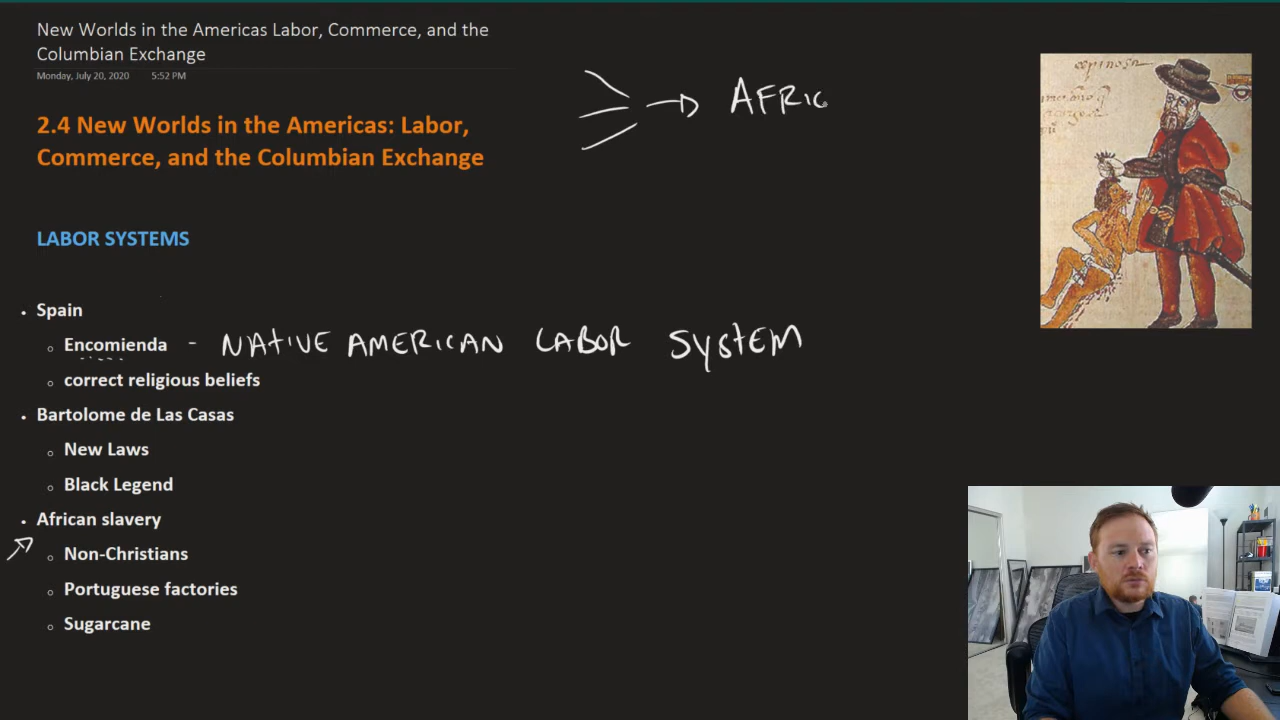 New Worlds in the Americas Labor, Commerce, and the
Columbian Exchange
Monday, July 20, 2020 5:52 PM
AFRIC
2.4 New Worlds in the Americas: Labor,
Commerce, and the Columbian Exchange
LABOR SYSTEMS
• Spain
○ Encomienda - NATIVE AMERICAN LABOR SYSTEM
○ correct religious beliefs
• Bartolome de Las Casas
○ New Laws
○ Black Legend
• African slavery
○ Non-Christians
○ Portuguese factories
○ Sugarcane